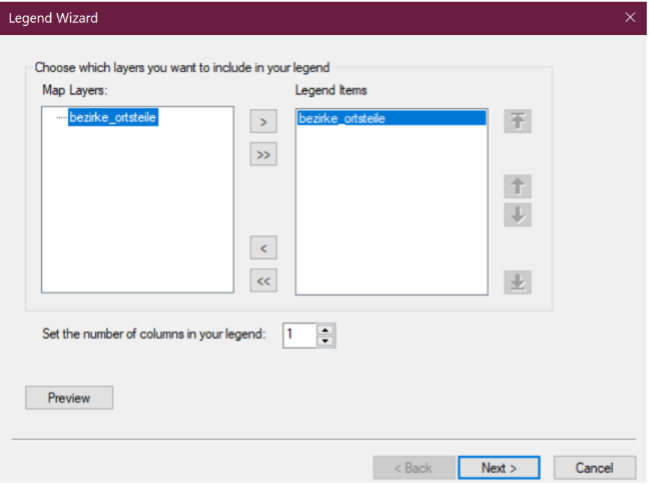 Legend Wizard
Choose which layers you want to include in your legend
Map Layers:
Legend Items
bezirke_ortsteile
bezirke_ortsteile
>
>>
<
<<
Set the number of columns in your legend:
1
Preview
< Back
Next >
Cancel